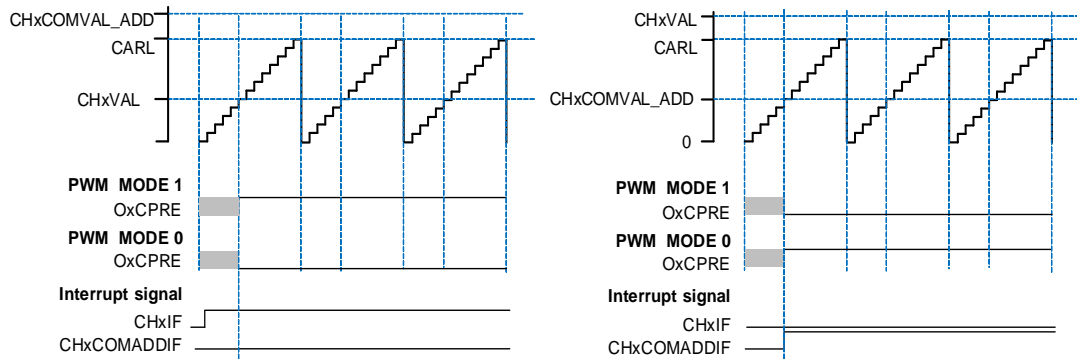 CHxCOMVAL_ADD
CARL
CHxVAL
PWM MODE 1
OxCPRE
PWM MODE 0
OxCPRE
Interrupt signal
CHxIF
CHxCOMADDIF
CHxVAL
CARL
CHxCOMVAL_ADD
0
PWM MODE 1
OxCPRE
PWM MODE 0
OxCPRE
Interrupt signal
CHxIF
CHxCOMADDIF